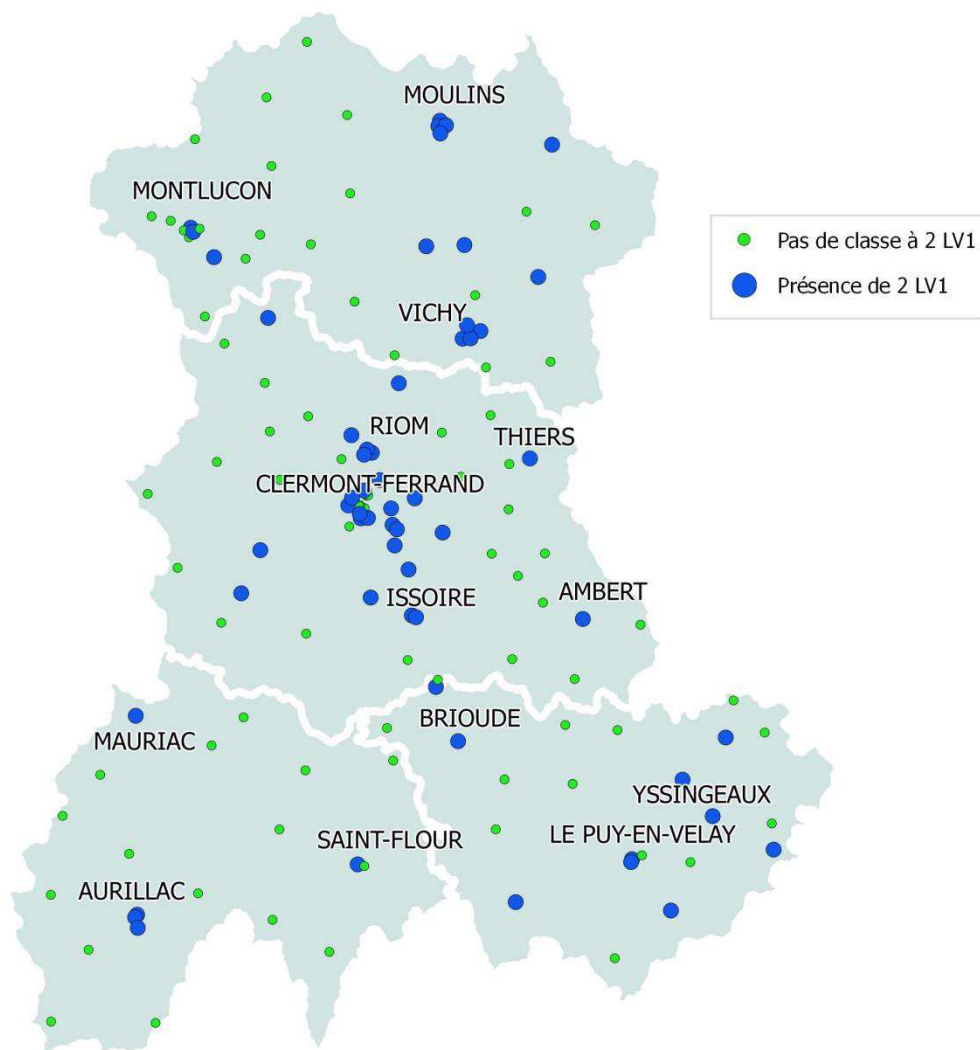 MOULINS
MONTLUCON
Pas de classe à 2 LV1
Présence de 2 LV1
VICHY
RIOM
THIERS
CLERMONT-FERRAND
ISSOIRE
AMBERT
BRIOUDE
MAURIAC
YSSINGEAUX
LE PUY-EN-VELAY
SAINT-FLOUR
AURILLAC